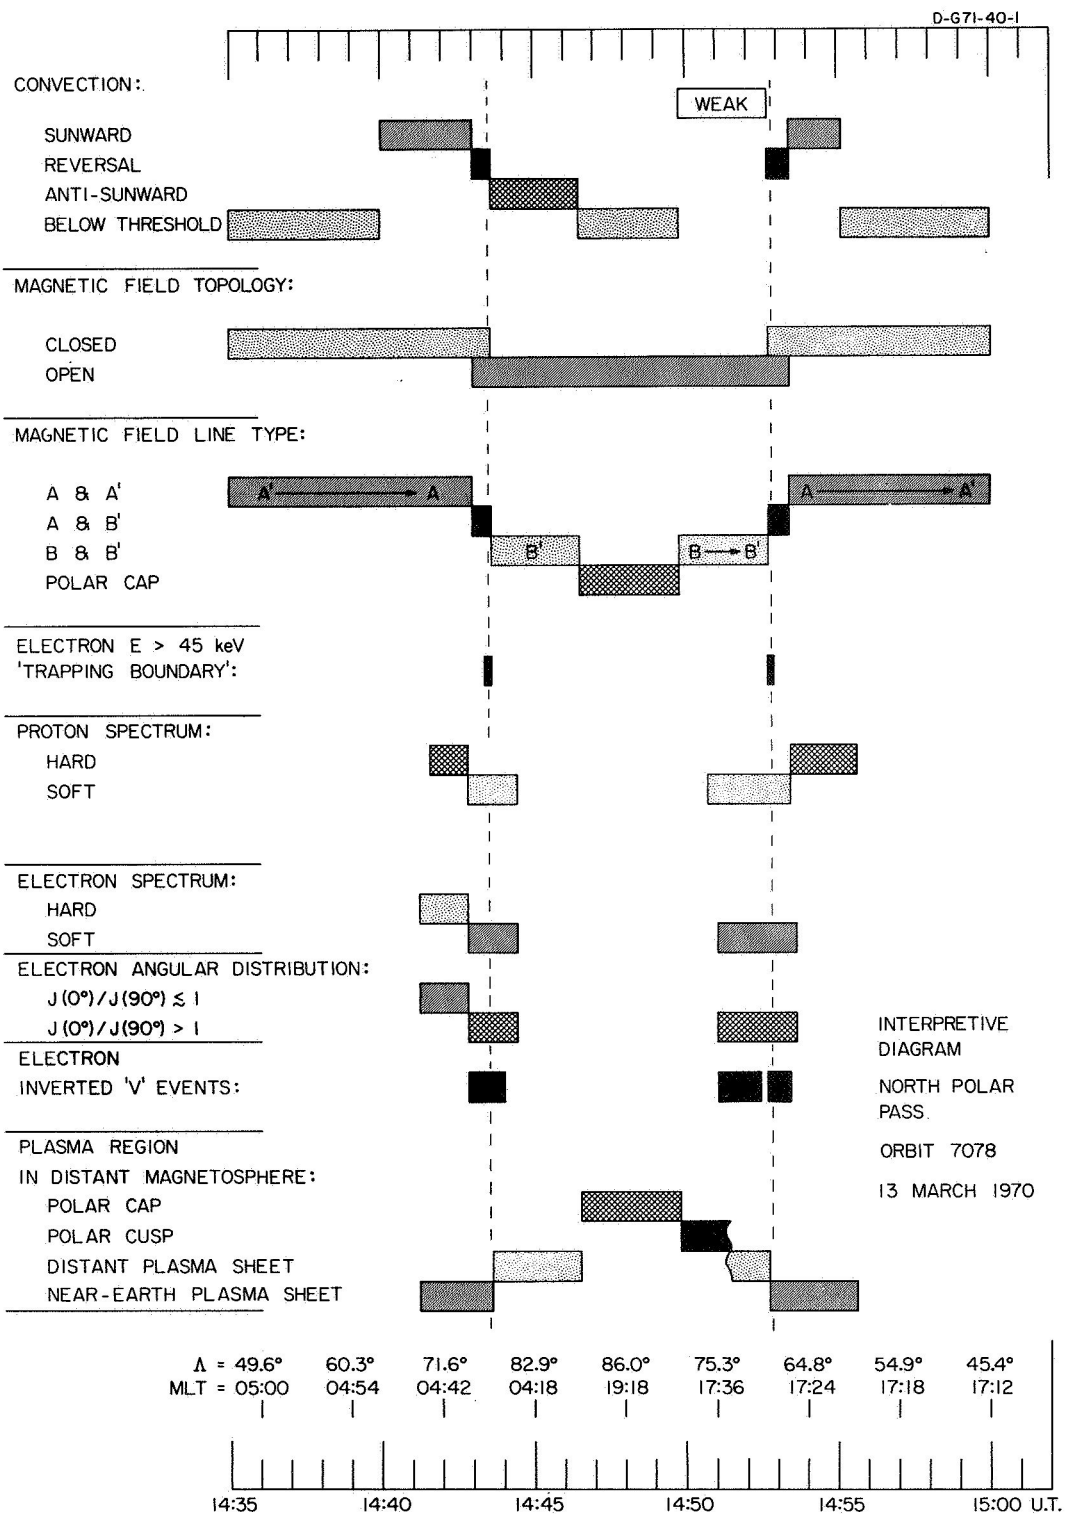 D-G71-40-1
CONVECTION:
WEAK
SUNWARD
REVERSAL
ANTI-SUNWARD
BELOW THRESHOLD
MAGNETIC FIELD TOPOLOGY:
CLOSED
OPEN
MAGNETIC FIELD LINE TYPE:
A & A'
A' A
A A'
A & B'
B & B'
B'
B B'
POLAR CAP
ELECTRON E > 45 keV
'TRAPPING BOUNDARY':
PROTON SPECTRUM:
HARD
SOFT
ELECTRON SPECTRUM:
HARD
SOFT
ELECTRON ANGULAR DISTRIBUTION:
J(0°)/J(90°) ≲ 1
J(0°)/J(90°) > 1
ELECTRON
INVERTED 'V' EVENTS:
INTERPRETIVE
DIAGRAM
NORTH POLAR
PASS
ORBIT 7078
13 MARCH 1970
PLASMA REGION
IN DISTANT MAGNETOSPHERE:
POLAR CAP
POLAR CUSP
DISTANT PLASMA SHEET
NEAR-EARTH PLASMA SHEET
Λ = 49.6° 60.3° 71.6° 82.9° 86.0° 75.3° 64.8° 54.9° 45.4°
MLT = 05:00 04:54 04:42 04:18 19:18 17:36 17:24 17:18 17:12
14:35 14:40 14:45 14:50 14:55 15:00 U.T.